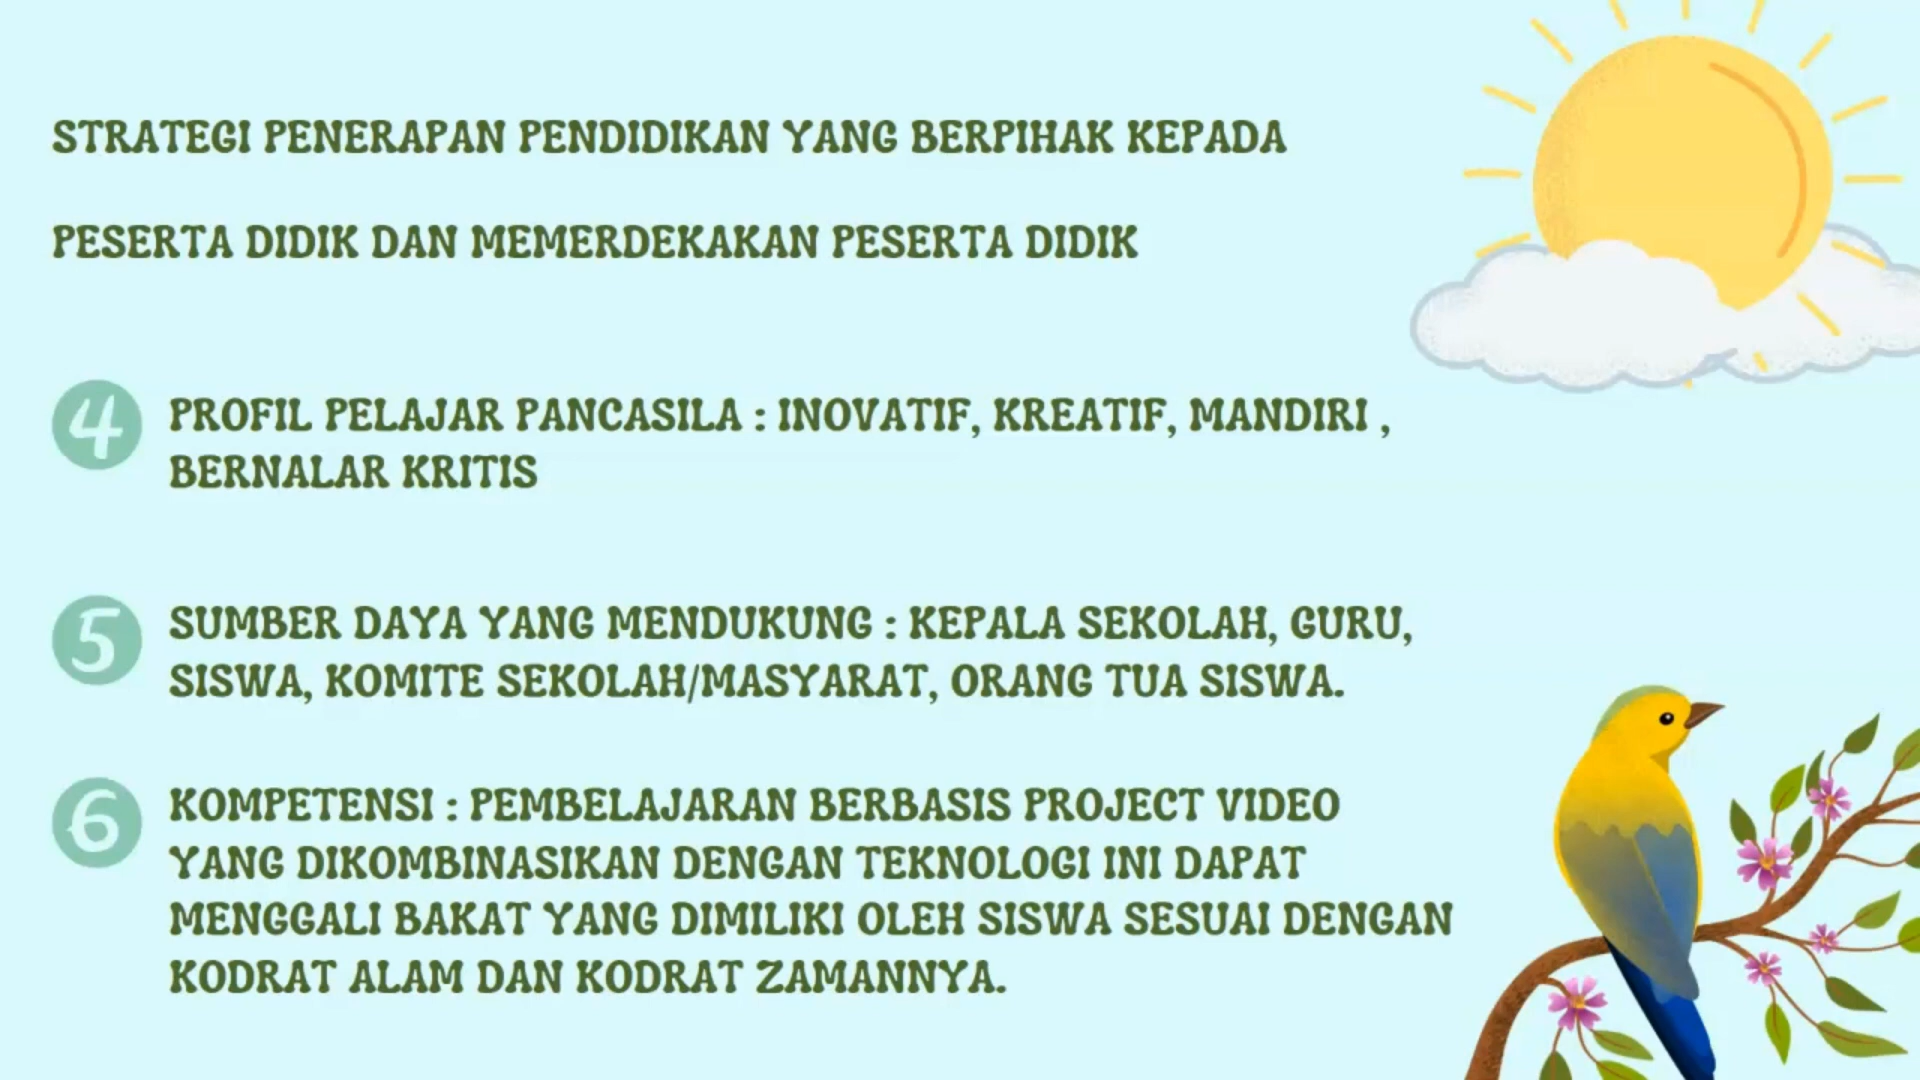 STRATEGI PENERAPAN PENDIDIKAN YANG BERPIHAK KEPADA
PESERTA DIDIK DAN MEMERDEKAKAN PESERTA DIDIK
4 PROFIL PELAJAR PANCASILA : INOVATIF, KREATIF, MANDIRI ,
BERNALAR KRITIS
5 SUMBER DAYA YANG MENDUKUNG : KEPALA SEKOLAH, GURU,
SISWA, KOMITE SEKOLAH/MASYARAT, ORANG TUA SISWA.
6 KOMPETENSI : PEMBELAJARAN BERBASIS PROJECT VIDEO
YANG DIKOMBINASIKAN DENGAN TEKNOLOGI INI DAPAT
MENGGALI BAKAT YANG DIMILIKI OLEH SISWA SESUAI DENGAN
KODRAT ALAM DAN KODRAT ZAMANNYA.